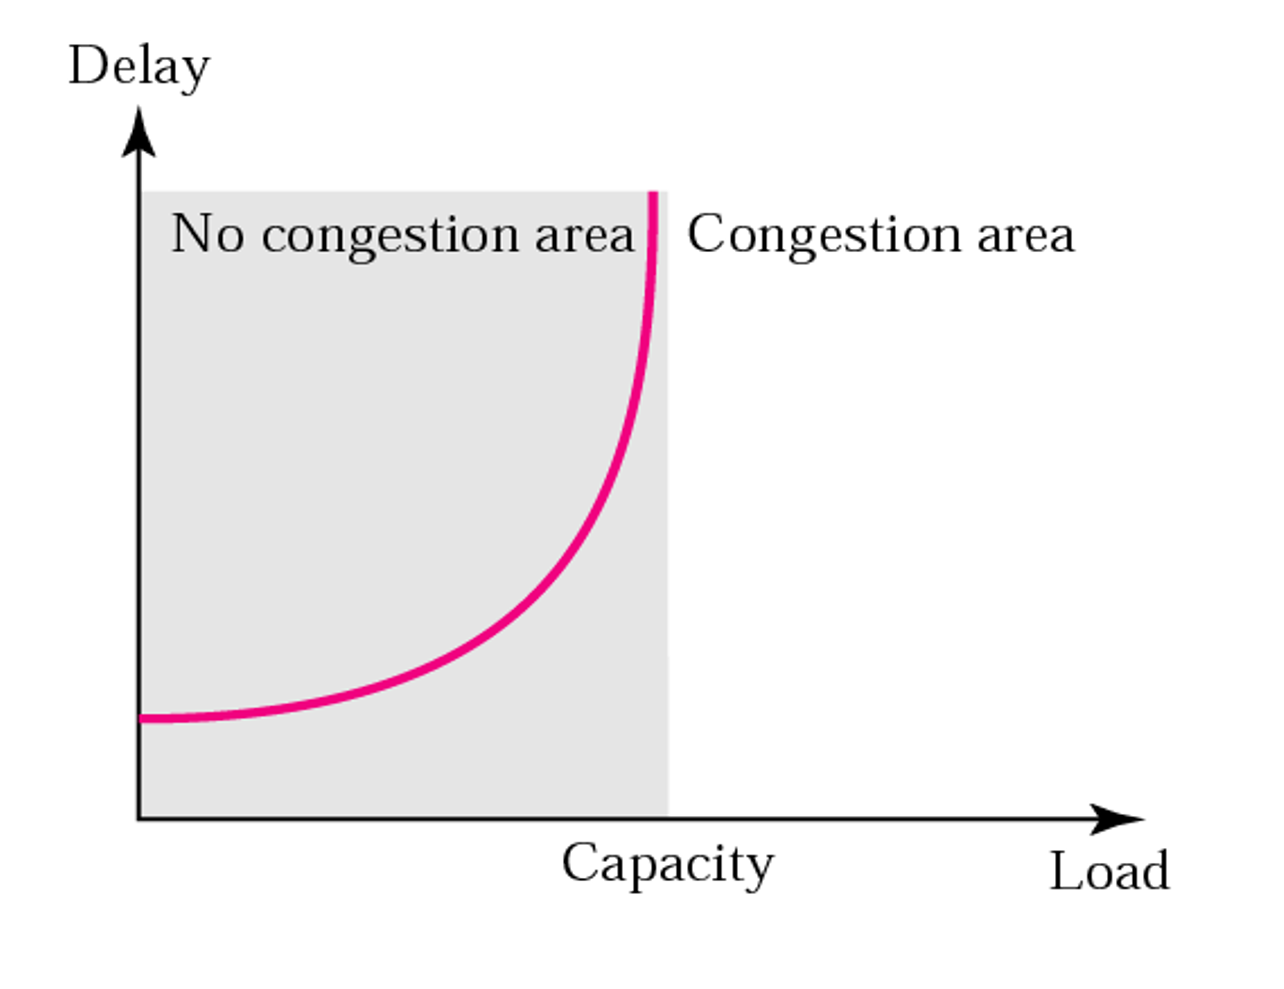 Delay
No congestion area
Congestion area
Capacity
Load